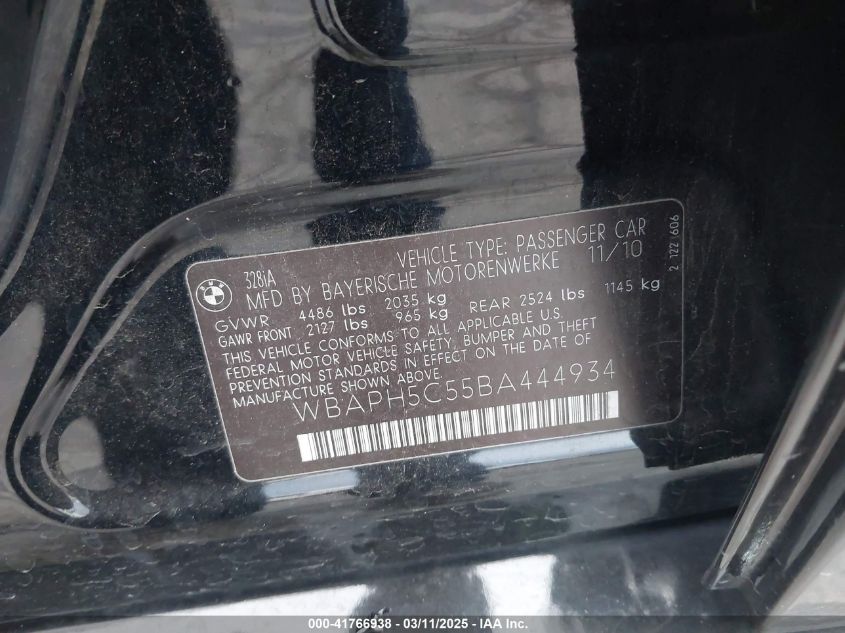 BMW
328iA
VEHICLE TYPE: PASSENGER CAR
MFD BY BAYERISCHE MOTORENWERKE 11/10
GVWR 4486 lbs 2035 kg
GAWR FRONT 2127 lbs 965 kg REAR 2524 lbs 1145 kg
THIS VEHICLE CONFORMS TO ALL APPLICABLE U.S.
FEDERAL MOTOR VEHICLE SAFETY, BUMPER AND THEFT
PREVENTION STANDARDS IN EFFECT ON THE DATE OF
MANUFACTURE SHOWN ABOVE.
WBAPH5C55BA444934
2 122 606
000-41766938 - 03/11/2025 - IAA Inc.